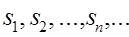 s₁, s₂, ...,sₙ,...